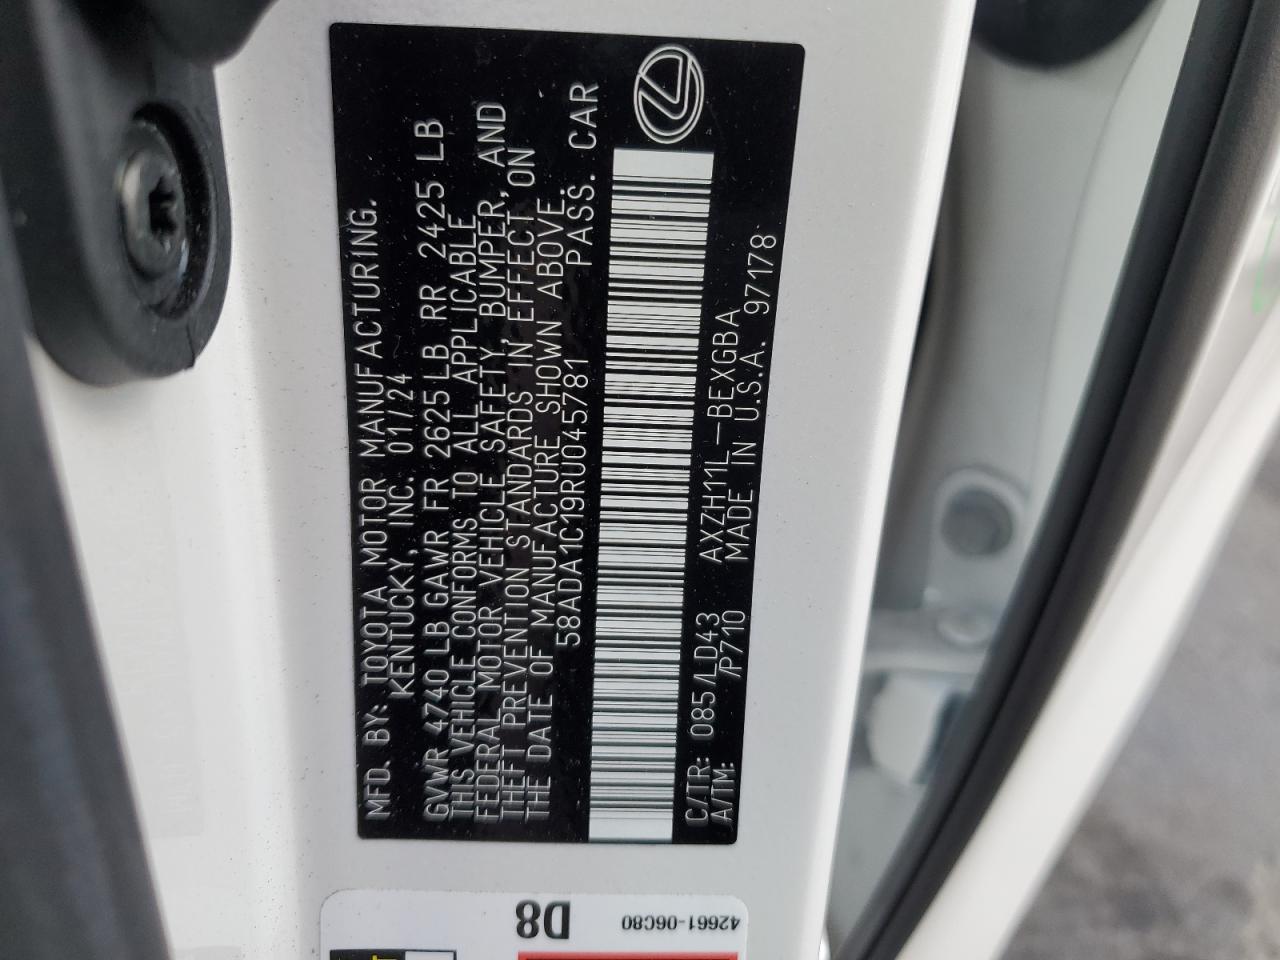 MFD. BY: TOYOTA MOTOR MANUFACTURING.
KENTUCKY, INC. 01/24
GVWR 4740 LB GAWR FR 2625LB RR 2425 LB
THIS VEHICLE CONFORMS TO ALL APPLICABLE
FEDERAL MOTOR VEHICLE SAFETY, BUMPER, AND
THEFT PREVENTION STANDARDS IN EFFECT ON
THE DATE OF MANUFACTURE SHOWN ABOVE.
58ADA1C19RU045781 PASS. CAR
C/TR: 085/LD43 AXZH11L-BEXGBA
A/TM: /P710 MADE IN U.S.A. 97178
D8
42661-06C80